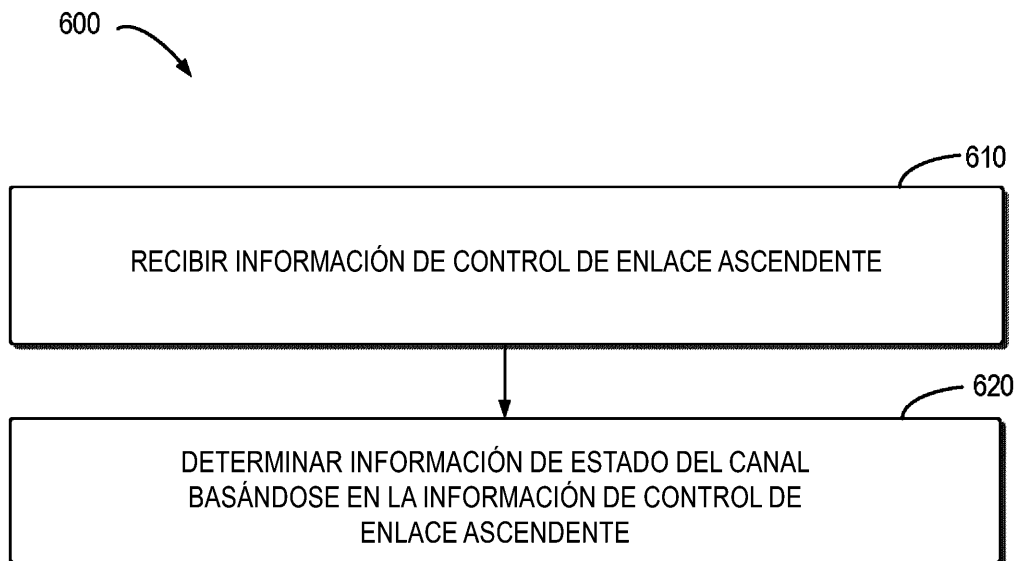 600
610
RECIBIR INFORMACIÓN DE CONTROL DE ENLACE ASCENDENTE
620
DETERMINAR INFORMACIÓN DE ESTADO DEL CANAL
BASÁNDOSE EN LA INFORMACIÓN DE CONTROL DE
ENLACE ASCENDENTE